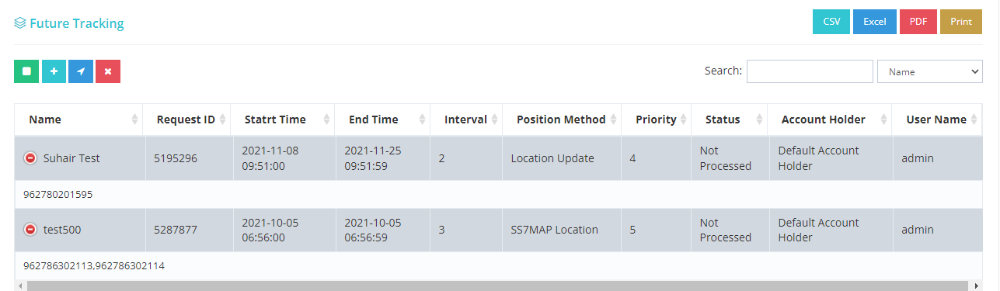 Future Tracking
CSV Excel PDF Print
Search: Name
Name Request ID Statrt Time End Time Interval Position Method Priority Status Account Holder User Name
Suhair Test 5195296 2021-11-08 09:51:00 2021-11-25 09:51:59 2 Location Update 4 Not Processed Default Account Holder admin
962780201595
test500 5287877 2021-10-05 06:56:00 2021-10-05 06:56:59 3 SS7MAP Location 5 Not Processed Default Account Holder admin
962786302113,962786302114